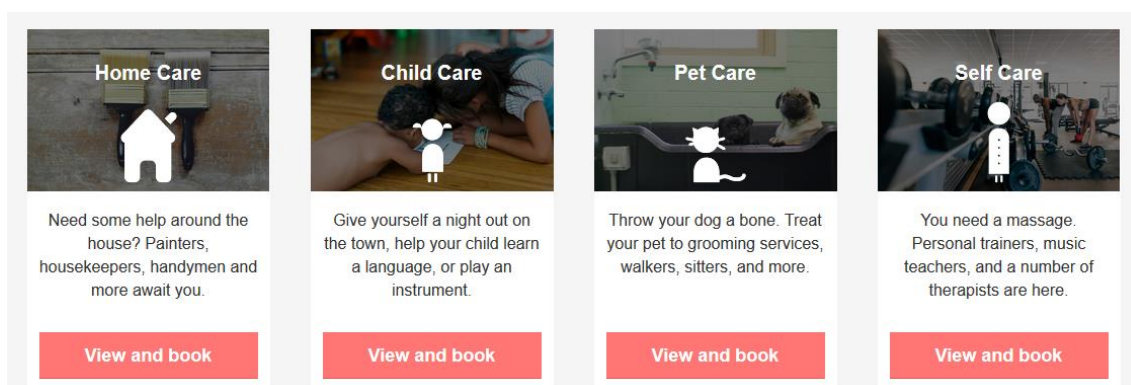 Home Care
Need some help around the
house? Painters,
housekeepers, handymen and
more await you.
View and book
Child Care
Give yourself a night out on
the town, help your child learn
a language, or play an
instrument.
View and book
Pet Care
Throw your dog a bone. Treat
your pet to grooming services,
walkers, sitters, and more.
View and book
Self Care
You need a massage.
Personal trainers, music
teachers, and a number of
therapists are here.
View and book